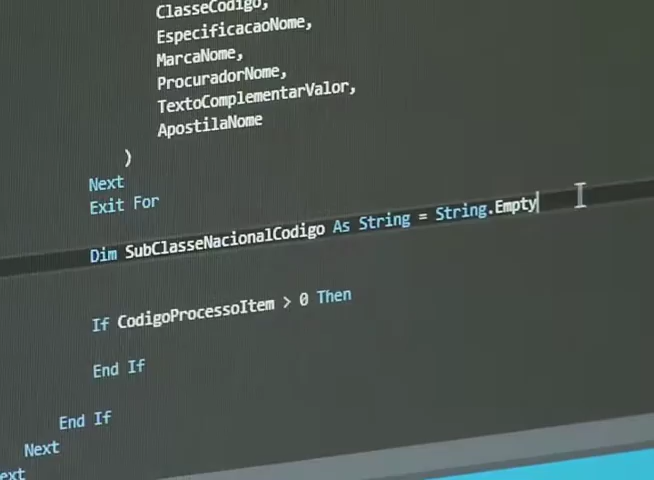 ClasseCodigo,
EspecificacaoNome,
MarcaNome,
ProcuradorNome,
TextoComplementarValor,
ApostilaNome
)
Next
Exit For
Dim SubClasseNacionalCodigo As String = String.Empty
If CodigoProcessoItem > 0 Then
End If
End If
Next
ext